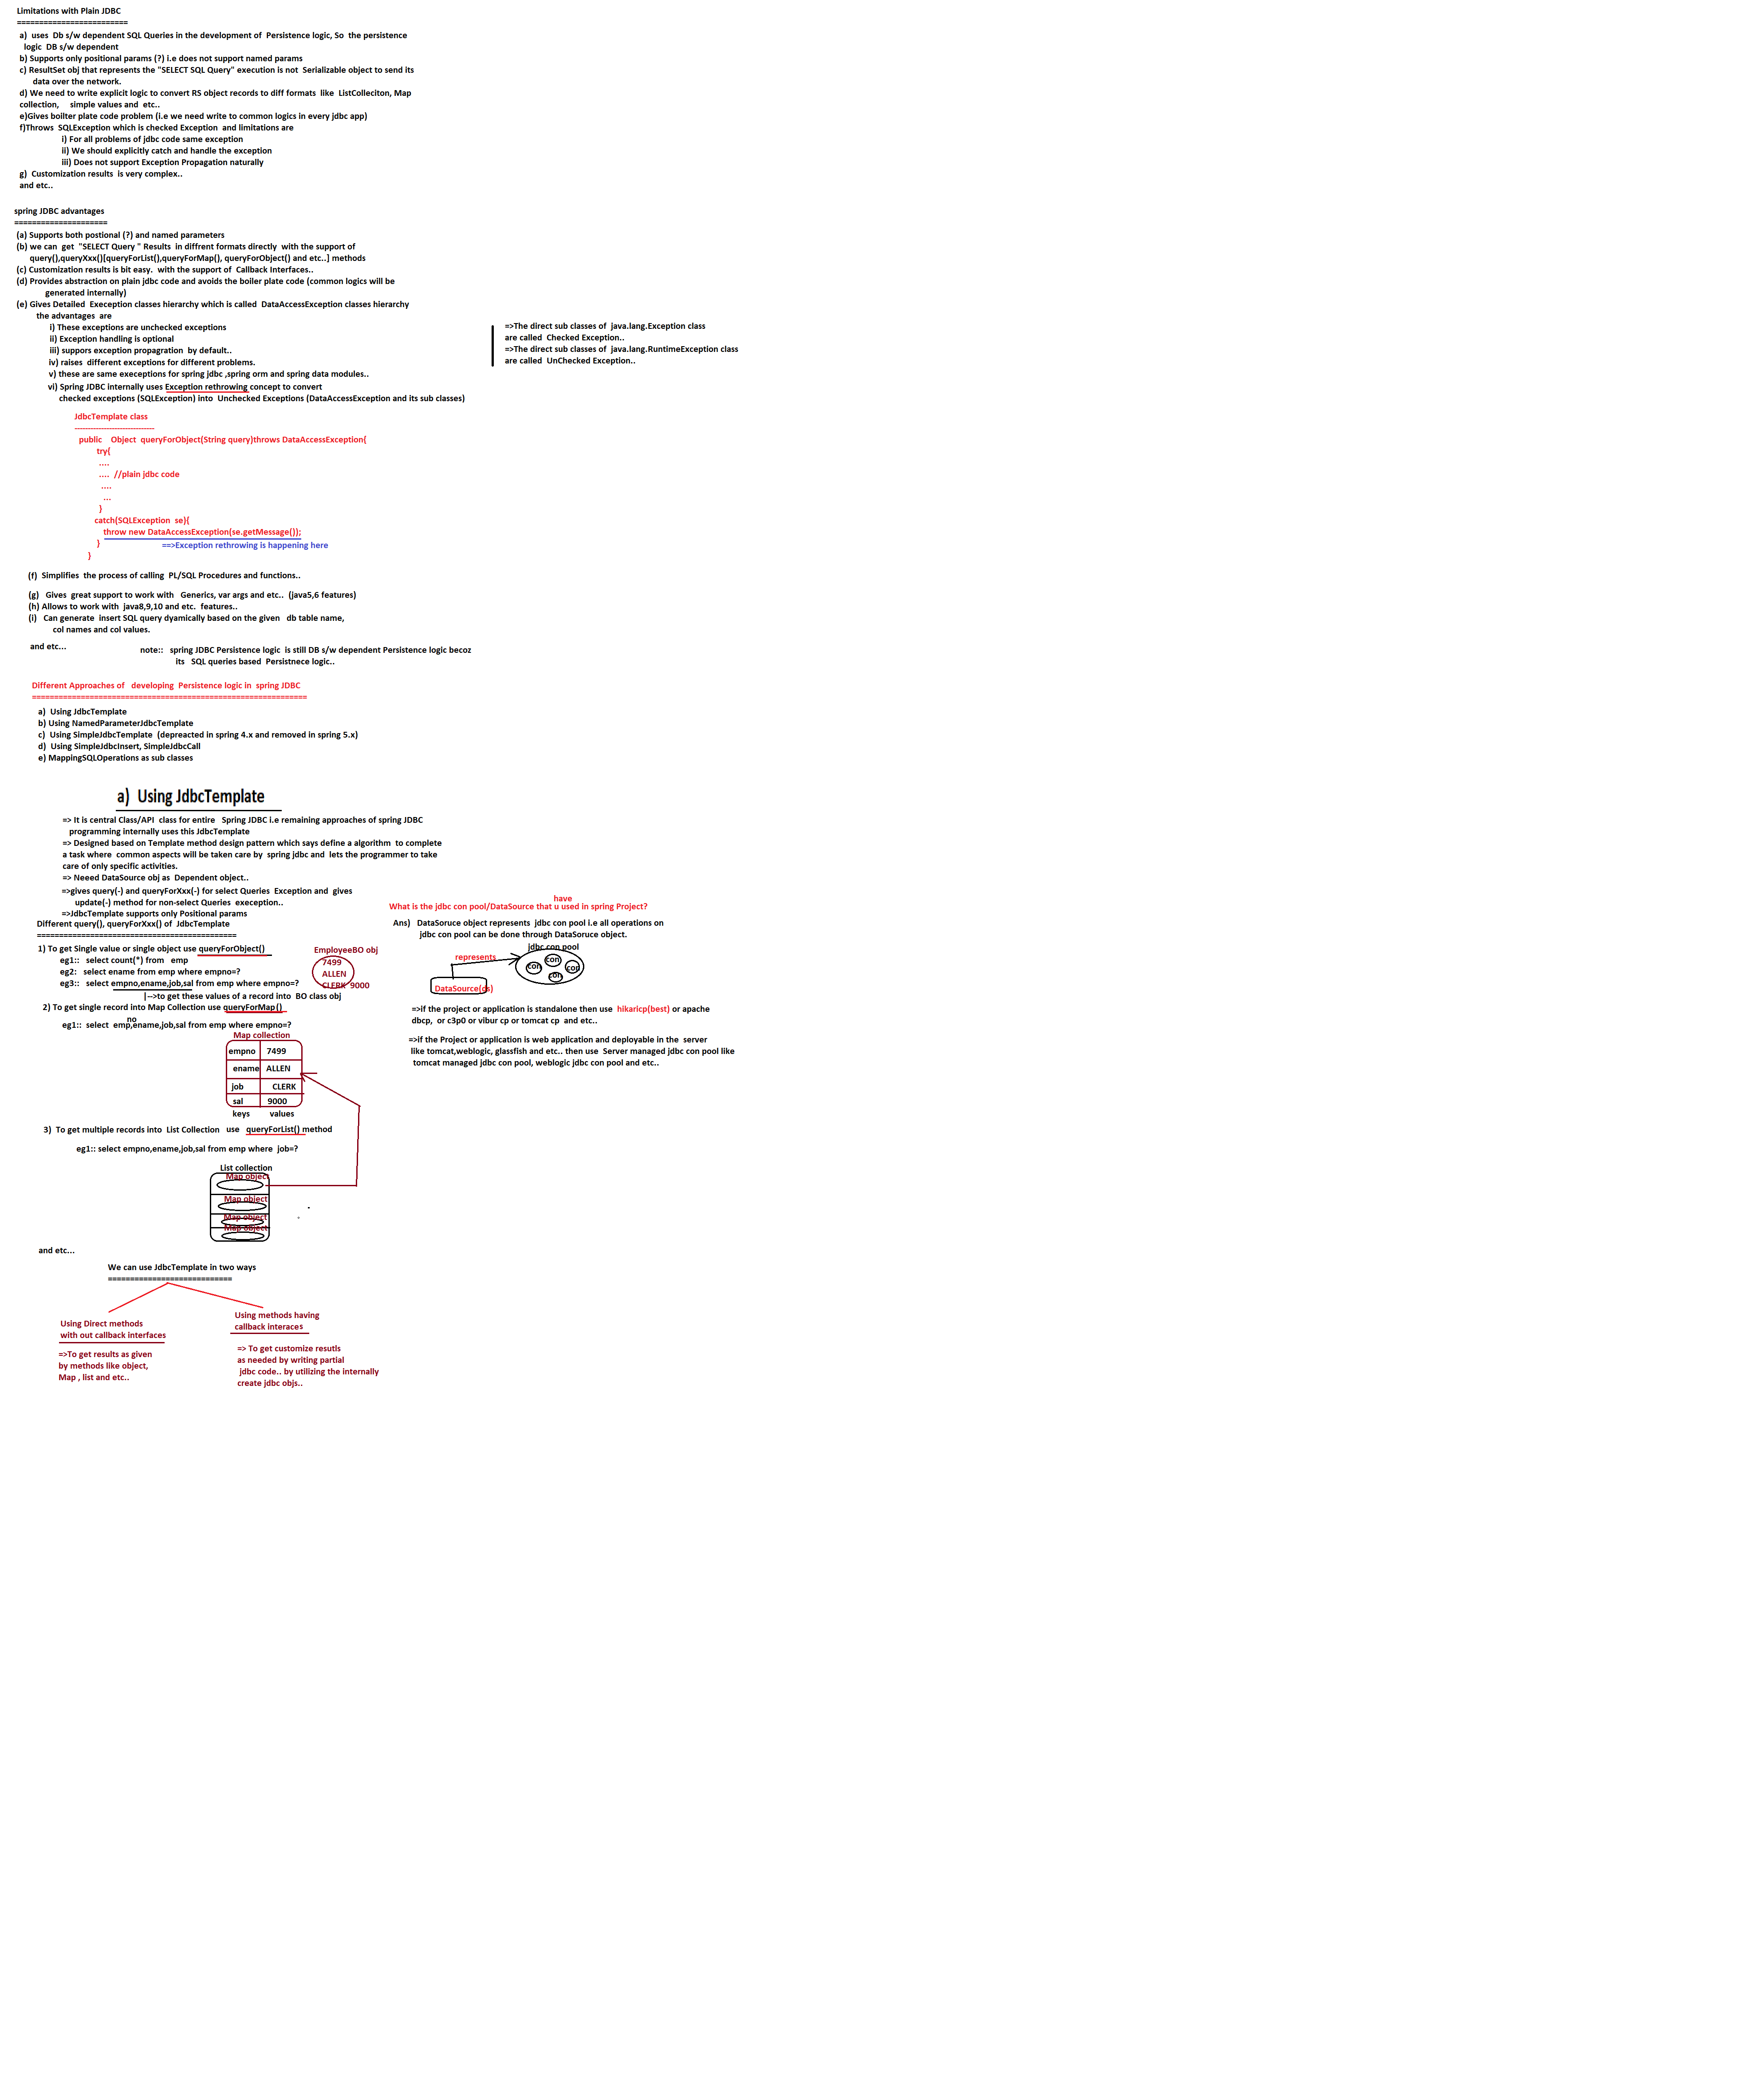 Limitations with Plain JDBC
=========================
a) uses Db s/w dependent SQL Queries in the development of Persistence logic, So the persistence
logic DB s/w dependent
b) Supports only positional params (?) i.e does not support named params
c) ResultSet obj that represents the "SELECT SQL Query" execution is not Serializable object to send its
data over the network.
d) We need to write explicit logic to convert RS object records to diff formats like ListColleciton, Map
collection, simple values and etc..
e)Gives boilter plate code problem (i.e we need write to common logics in every jdbc app)
f)Throws SQLException which is checked Exception and limitations are
i) For all problems of jdbc code same exception
ii) We should explicitly catch and handle the exception
iii) Does not support Exception Propagation naturally
g) Customization results is very complex..
and etc..
spring JDBC advantages
=====================
(a) Supports both postional (?) and named parameters
(b) we can get "SELECT Query " Results in diffrent formats directly with the support of
query(),queryXxx()[queryForList(),queryForMap(), queryForObject() and etc..] methods
(c) Customization results is bit easy. with the support of Callback Interfaces..
(d) Provides abstraction on plain jdbc code and avoids the boiler plate code (common logics will be
generated internally)
(e) Gives Detailed Exeception classes hierarchy which is called DataAccessException classes hierarchy
the advantages are
i) These exceptions are unchecked exceptions
ii) Exception handling is optional
iii) suppors exception propagration by default..
iv) raises different exceptions for different problems.
v) these are same execeptions for spring jdbc ,spring orm and spring data modules..
vi) Spring JDBC internally uses Exception rethrowing concept to convert
checked exceptions (SQLException) into Unchecked Exceptions (DataAccessException and its sub classes)
=>The direct sub classes of java.lang.Exception class
are called Checked Exception..
=>The direct sub classes of java.lang.RuntimeException class
are called UnChecked Exception..
JdbcTemplate class
------------------------------
public Object queryForObject(String query)throws DataAccessException{
try{
....
.... //plain jdbc code
....
...
}
catch(SQLException se){
throw new DataAccessException(se.getMessage());
}
==>Exception rethrowing is happening here
}
(f) Simplifies the process of calling PL/SQL Procedures and functions..
(g) Gives great support to work with Generics, var args and etc.. (java5,6 features)
(h) Allows to work with java8,9,10 and etc. features..
(i) Can generate insert SQL query dyamically based on the given db table name,
col names and col values.
and etc...
note:: spring JDBC Persistence logic is still DB s/w dependent Persistence logic becoz
its SQL queries based Persistnece logic..
Different Approaches of developing Persistence logic in spring JDBC
==============================================================
a) Using JdbcTemplate
b) Using NamedParameterJdbcTemplate
c) Using SimpleJdbcTemplate (depreacted in spring 4.x and removed in spring 5.x)
d) Using SimpleJdbcInsert, SimpleJdbcCall
e) MappingSQLOperations as sub classes
a) Using JdbcTemplate
=> It is central Class/API class for entire Spring JDBC i.e remaining approaches of spring JDBC
programming internally uses this JdbcTemplate
=> Designed based on Template method design pattern which says define a algorithm to complete
a task where common aspects will be taken care by spring jdbc and lets the programmer to take
care of only specific activities.
=> Neeed DataSource obj as Dependent object..
=>gives query(-) and queryForXxx(-) for select Queries Exception and gives
update(-) method for non-select Queries exeception..
=>JdbcTemplate supports only Positional params
Different query(), queryForXxx() of JdbcTemplate
=============================================
1) To get Single value or single object use queryForObject()
eg1:: select count(*) from emp
eg2: select ename from emp where empno=?
eg3:: select empno,ename,job,sal from emp where empno=?
|-->to get these values of a record into BO class obj
EmployeeBO obj
7499
ALLEN
CLERK 9000
2) To get single record into Map Collection use queryForMap()
no
eg1:: select emp,ename,job,sal from emp where empno=?
Map collection
empno 7499
ename ALLEN
job CLERK
sal 9000
keys values
3) To get multiple records into List Collection use queryForList() method
eg1:: select empno,ename,job,sal from emp where job=?
List collection
Map object
Map object
Map object
Map object
and etc...
have
What is the jdbc con pool/DataSource that u used in spring Project?
Ans) DataSoruce object represents jdbc con pool i.e all operations on
jdbc con pool can be done through DataSoruce object.
jdbc con pool
represents
con
con
con
con
DataSource(ds)
=>if the project or application is standalone then use hikaricp(best) or apache
dbcp, or c3p0 or vibur cp or tomcat cp and etc..
=>if the Project or application is web application and deployable in the server
like tomcat,weblogic, glassfish and etc.. then use Server managed jdbc con pool like
tomcat managed jdbc con pool, weblogic jdbc con pool and etc..
We can use JdbcTemplate in two ways
============================
Using Direct methods
with out callback interfaces
=>To get results as given
by methods like object,
Map , list and etc..
Using methods having
callback interaces
=> To get customize resutls
as needed by writing partial
jdbc code.. by utilizing the internally
create jdbc objs..